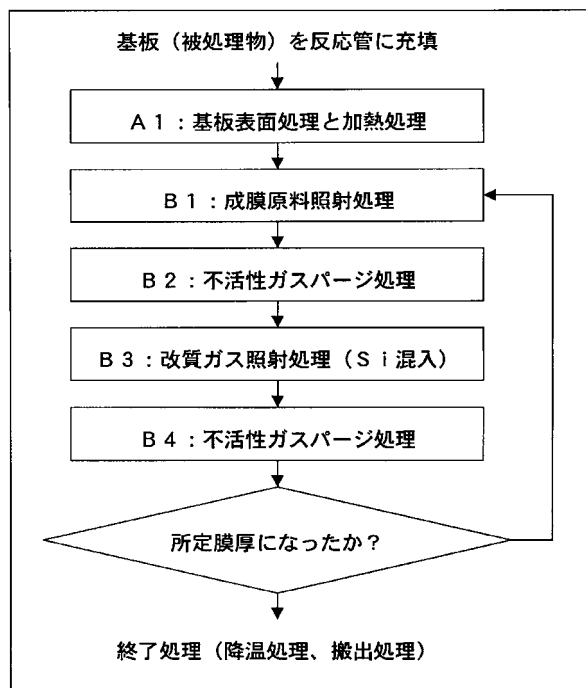 基板（被処理物）を反応管に充填
Ａ１：基板表面処理と加熱処理
Ｂ１：成膜原料照射処理
Ｂ２：不活性ガスパージ処理
Ｂ３：改質ガス照射処理（Ｓｉ混入）
Ｂ４：不活性ガスパージ処理
所定膜厚になったか？
終了処理（降温処理、搬出処理）